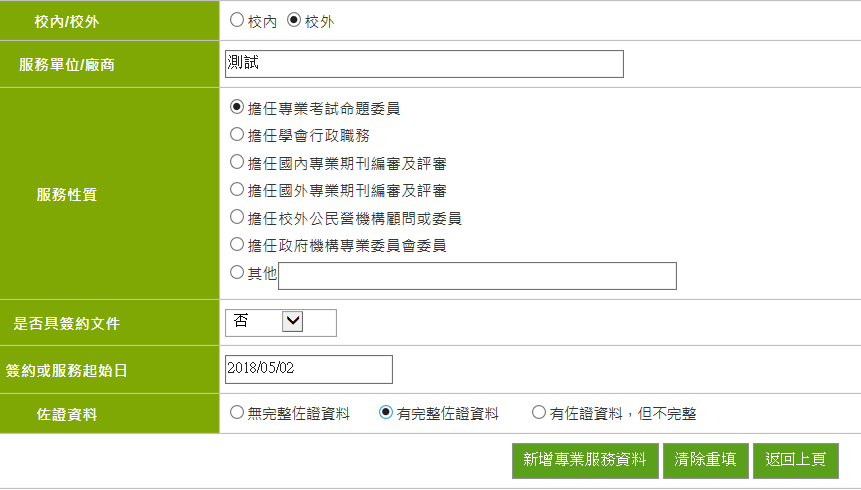 校內/校外 校內 校外
服務單位/廠商 測試
擔任專業考試命題委員
擔任學會行政職務
擔任國內專業期刊編審及評審
服務性質 擔任國外專業期刊編審及評審
擔任校外公民營機構顧問或委員
擔任政府機構專業委員會委員
其他
是否具簽約文件 否
簽約或服務起始日 2018/05/02
佐證資料 無完整佐證資料 有完整佐證資料 有佐證資料，但不完整
新增專業服務資料 清除重填 返回上頁